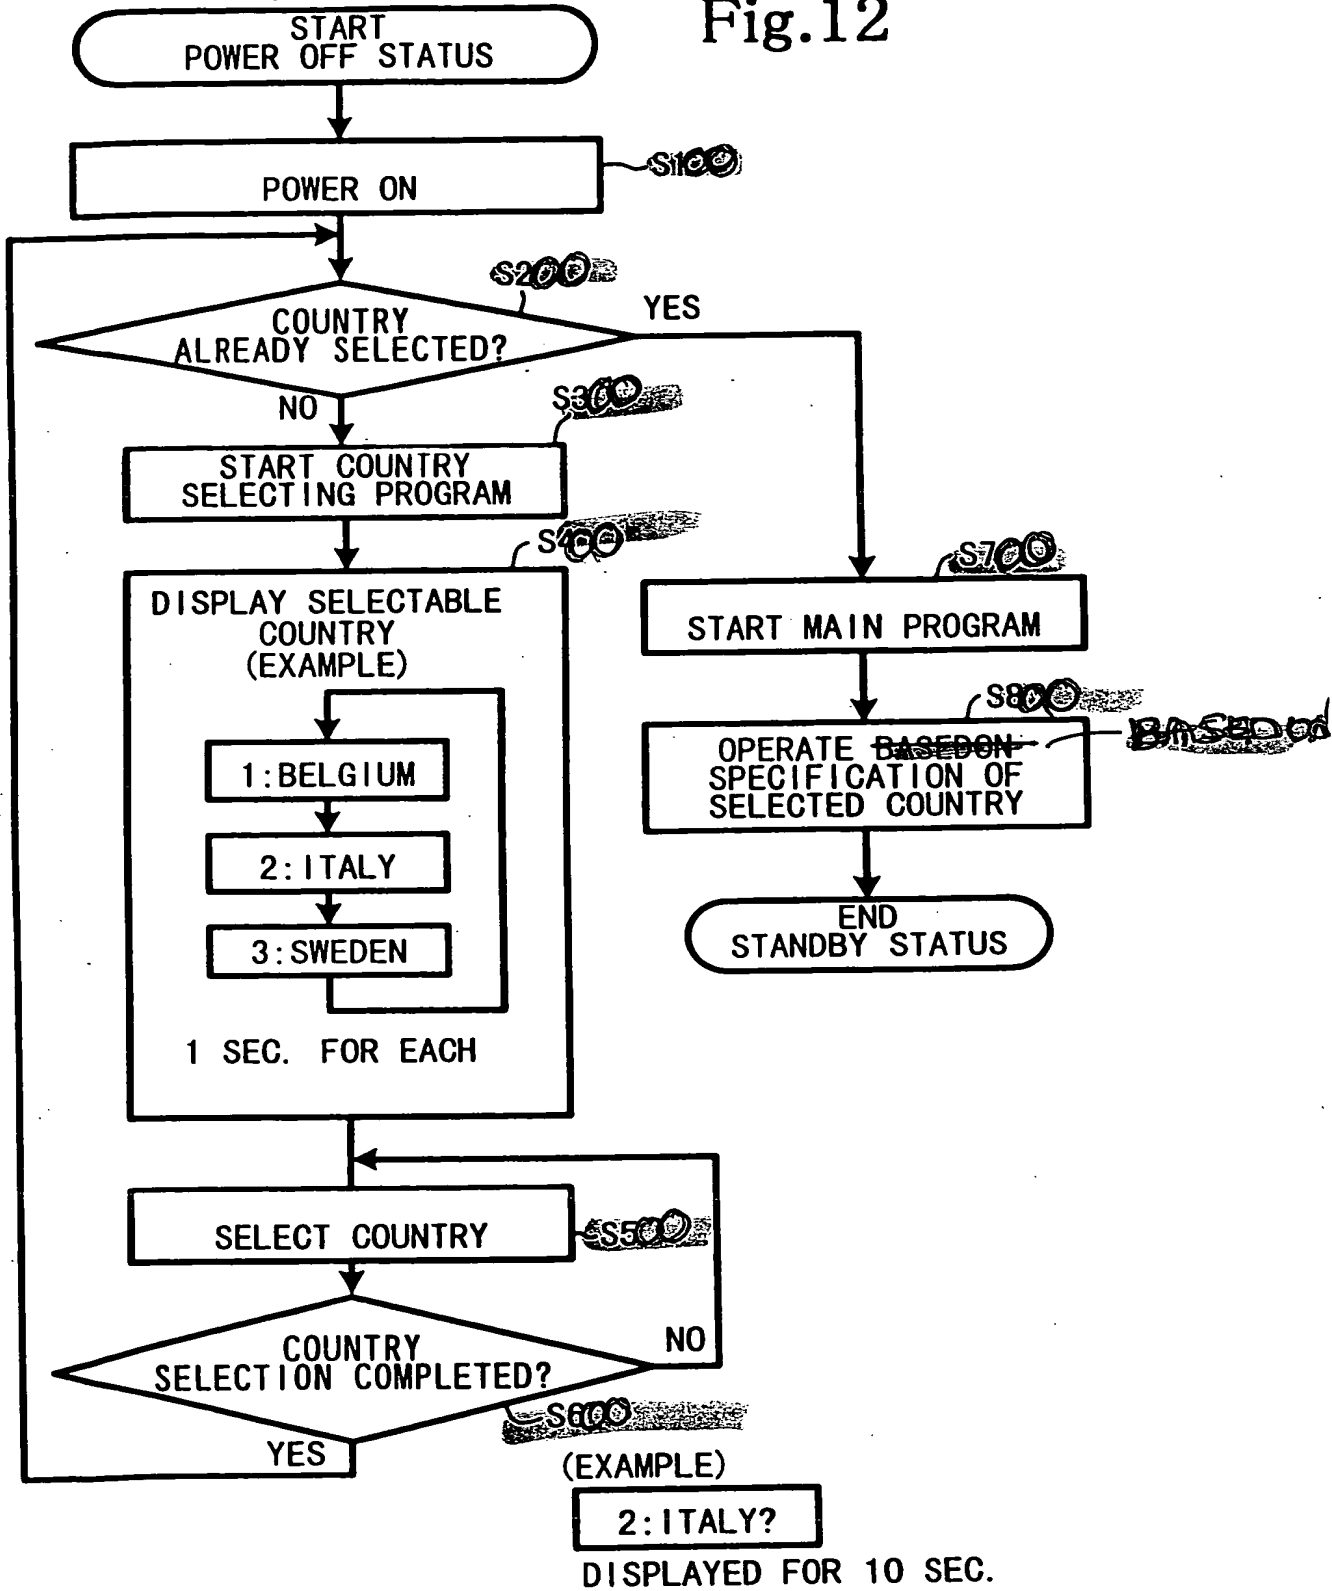 Fig.12
START
POWER OFF STATUS
POWER ON
S100
S200
COUNTRY
ALREADY SELECTED?
YES
NO
S300
START COUNTRY
SELECTING PROGRAM
S400
DISPLAY SELECTABLE
COUNTRY
(EXAMPLE)
1:BELGIUM
2:ITALY
3:SWEDEN
1 SEC. FOR EACH
S700
START MAIN PROGRAM
S800
OPERATE BASEDON
BASED ON
SPECIFICATION OF
SELECTED COUNTRY
END
STANDBY STATUS
SELECT COUNTRY
S500
COUNTRY
SELECTION COMPLETED?
NO
S600
YES
(EXAMPLE)
2:ITALY?
DISPLAYED FOR 10 SEC.